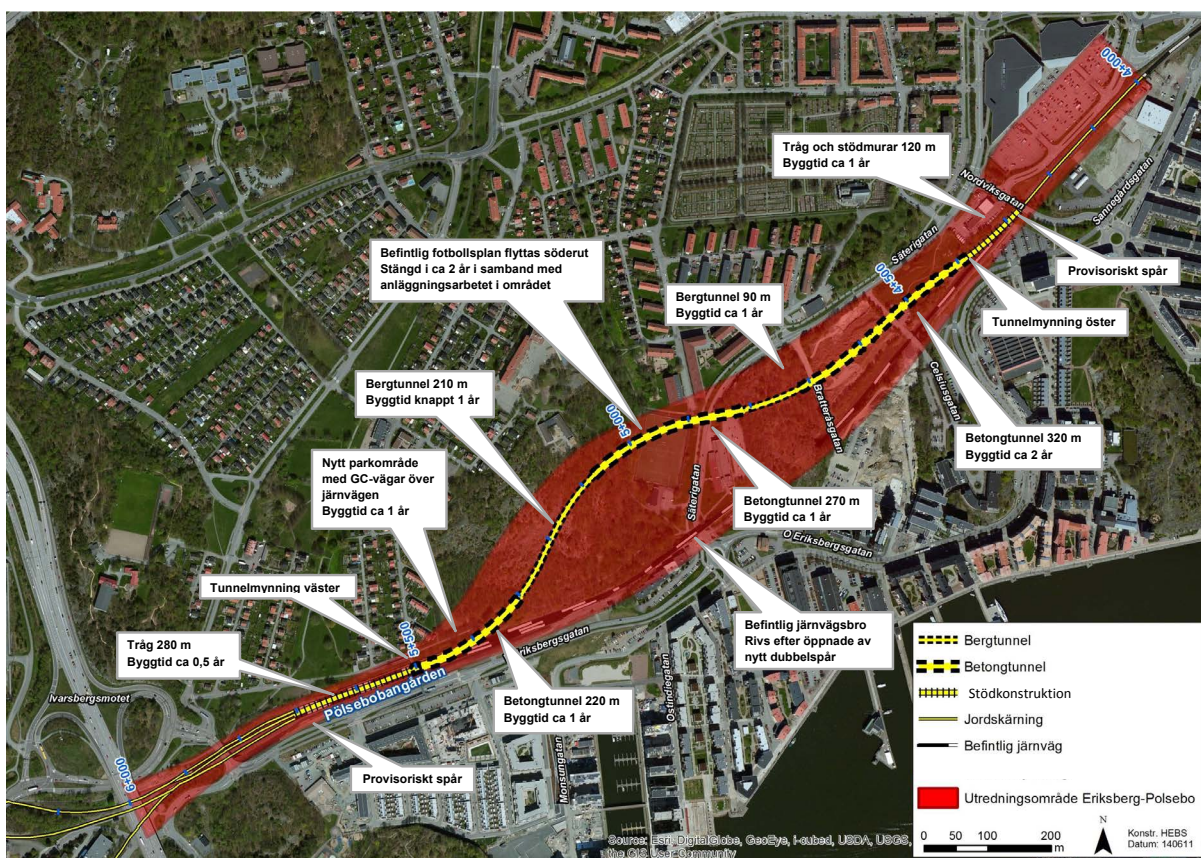 4+000
Tråg och stödmurar 120 m
Byggtid ca 1 år
Nordviksgatan
Sannegårdsgatan
Säterigatan
Provisoriskt spår
Befintlig fotbollsplan flyttas söderut
Stängd i ca 2 år i samband med
anläggningsarbetet i området
Bergtunnel 90 m
Byggtid ca 1 år
4+500
Tunnelmynning öster
Celsiusgatan
Bergtunnel 210 m
Byggtid knappt 1 år
Bratteråsgatan
5+000
Betongtunnel 320 m
Byggtid ca 2 år
Nytt parkområde
med GC-vägar över
järnvägen
Byggtid ca 1 år
Säterigatan
Betongtunnel 270 m
Byggtid ca 1 år
O Eriksbergsgatan
Tunnelmynning väster
5+500
riksbergsgatan
Befintlig järnvägsbro
Rivs efter öppnade av
nytt dubbelspår
Tråg 280 m
Byggtid ca 0,5 år
Ivarsbergsmotet
Pölsebobangården
Ostindiegatan
Betongtunnel 220 m
Byggtid ca 1 år
Monsungatan
Provisoriskt spår
6+000
Bergtunnel
Betongtunnel
Stödkonstruktion
Jordskärning
Befintlig järnväg
Utredningsområde Eriksberg-Polsebo
0 50 100 200
m
N
Konstr. HEBS
Datum: 140611
Source: Esri, DigitalGlobe, GeoEye, i-cubed, USDA, USGS,
the GIS User Community